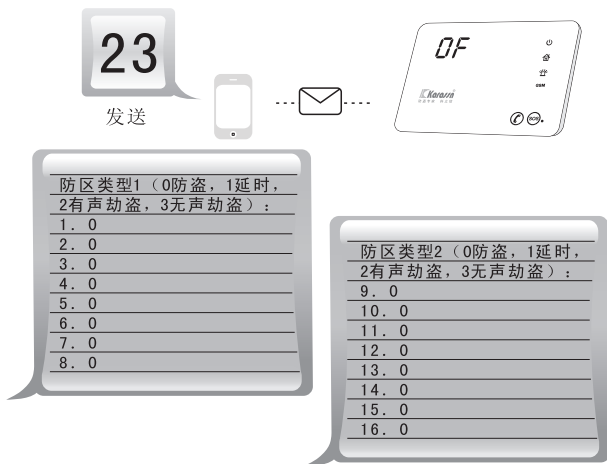 23
发送
0F
Karassn
GSM
SOS
防区类型1（0防盗，1延时，
2有声劫盗，3无声劫盗）：
1. 0
2. 0
3. 0
4. 0
5. 0
6. 0
7. 0
8. 0
防区类型2（0防盗，1延时，
2有声劫盗，3无声劫盗）：
9. 0
10. 0
11. 0
12. 0
13. 0
14. 0
15. 0
16. 0